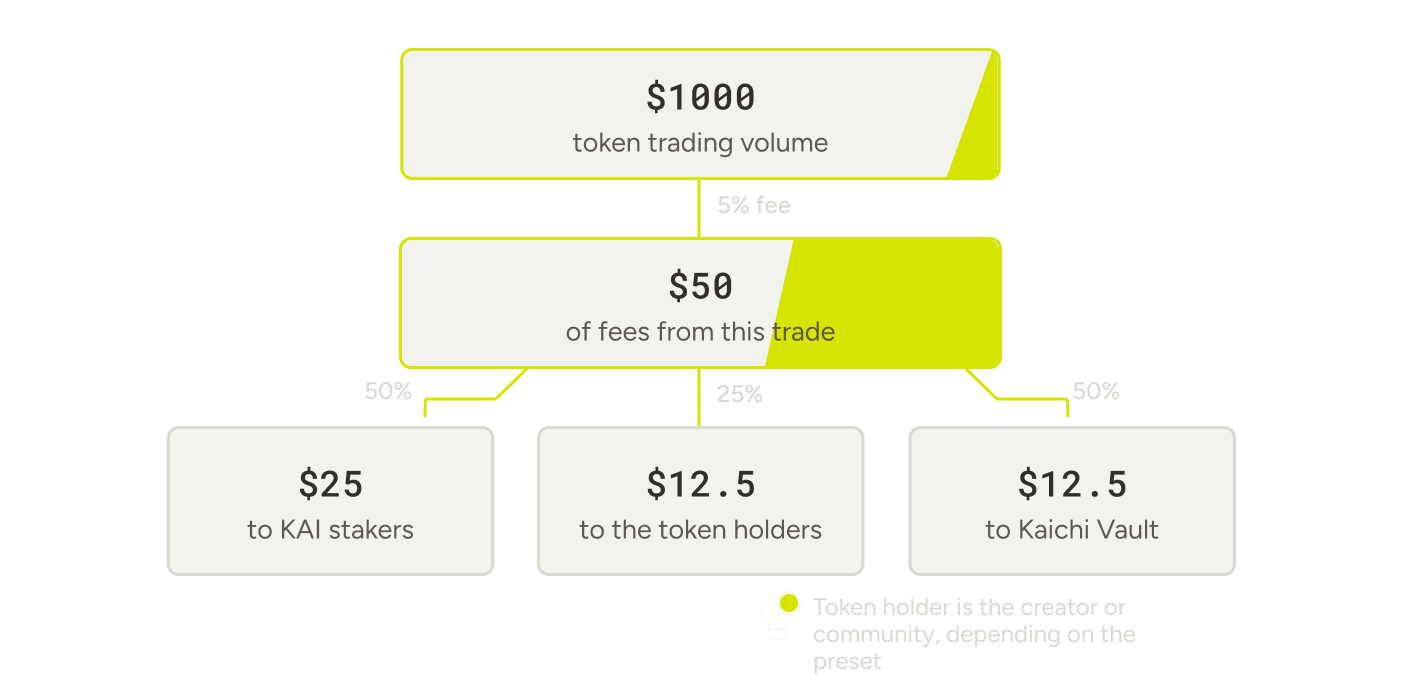 $1000
token trading volume
5% fee
$50
of fees from this trade
50%
25%
50%
$25
to KAI stakers
$12.5
to the token holders
$12.5
to Kaichi Vault
Token holder is the creator or
community, depending on the
preset